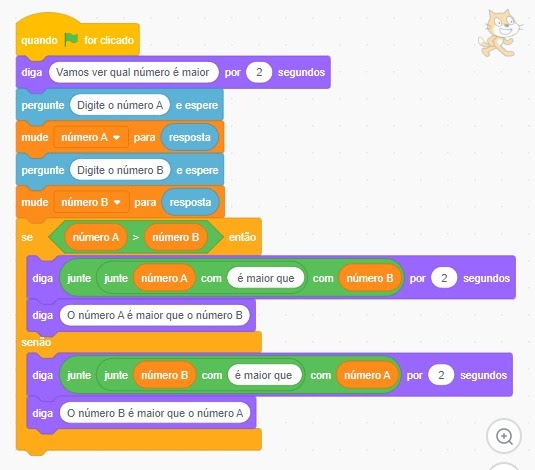 quando for clicado
diga Vamos ver qual número é maior por 2 segundos
pergunte Digite o número A e espere
mude número A para resposta
pergunte Digite o número B e espere
mude número B para resposta
se número A > número B então
diga junte junte número A com é maior que com número B por 2 segundos
diga O número A é maior que o número B
senão
diga junte junte número B com é maior que com número A por 2 segundos
diga O número B é maior que o número A